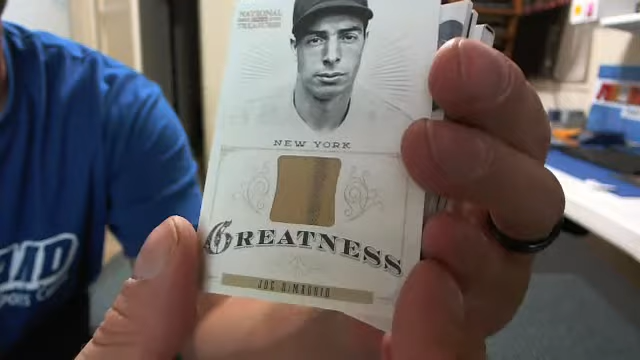 NATIONAL
TREASURES
NEW YORK
GREATNESS
JOE DIMAGGIO